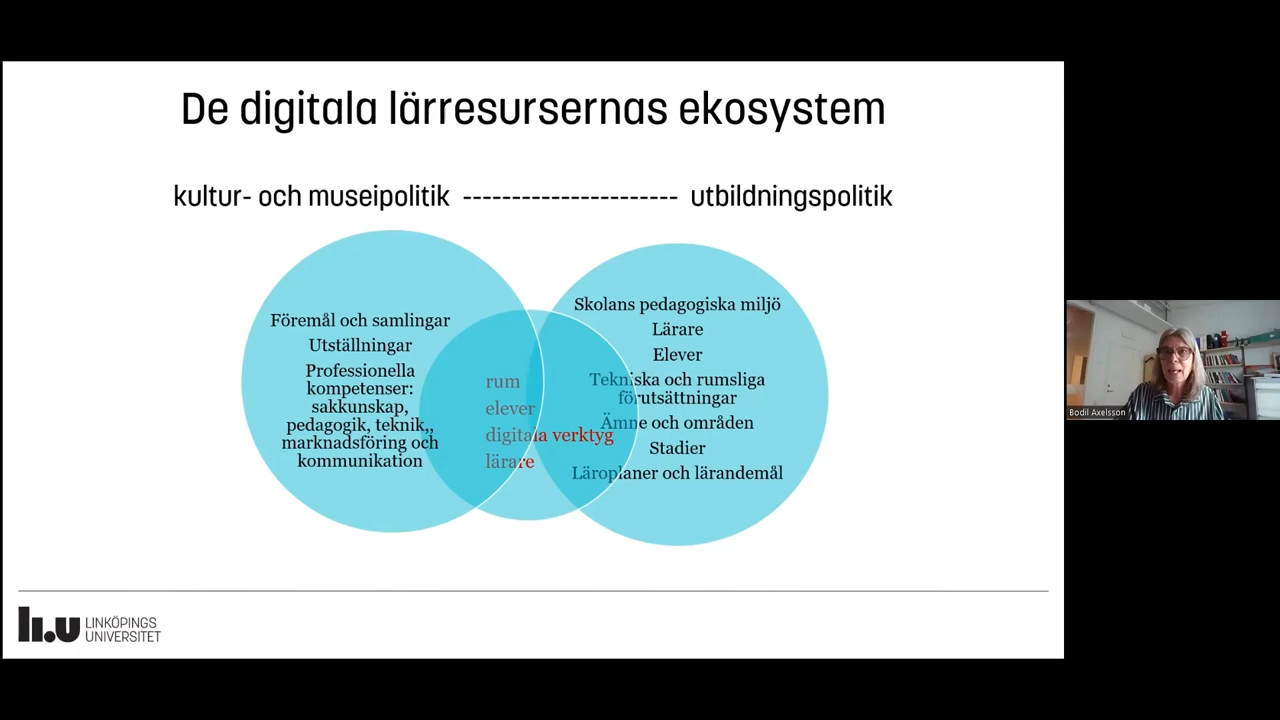 De digitala lärresursernas ekosystem
kultur- och museipolitik ---------------------- utbildningspolitik
Föremål och samlingar
Utställningar
Professionella
kompetenser:
sakkunskap,
pedagogik, teknik,,
marknadsföring och
kommunikation
rum
elever
digitala verktyg
lärare
Skolans pedagogiska miljö
Lärare
Elever
Tekniska och rumsliga
förutsättningar
Ämne och områden
Stadier
Läroplaner och lärandemål
li.u LINKÖPINGS
UNIVERSITET
Bodil Axelsson